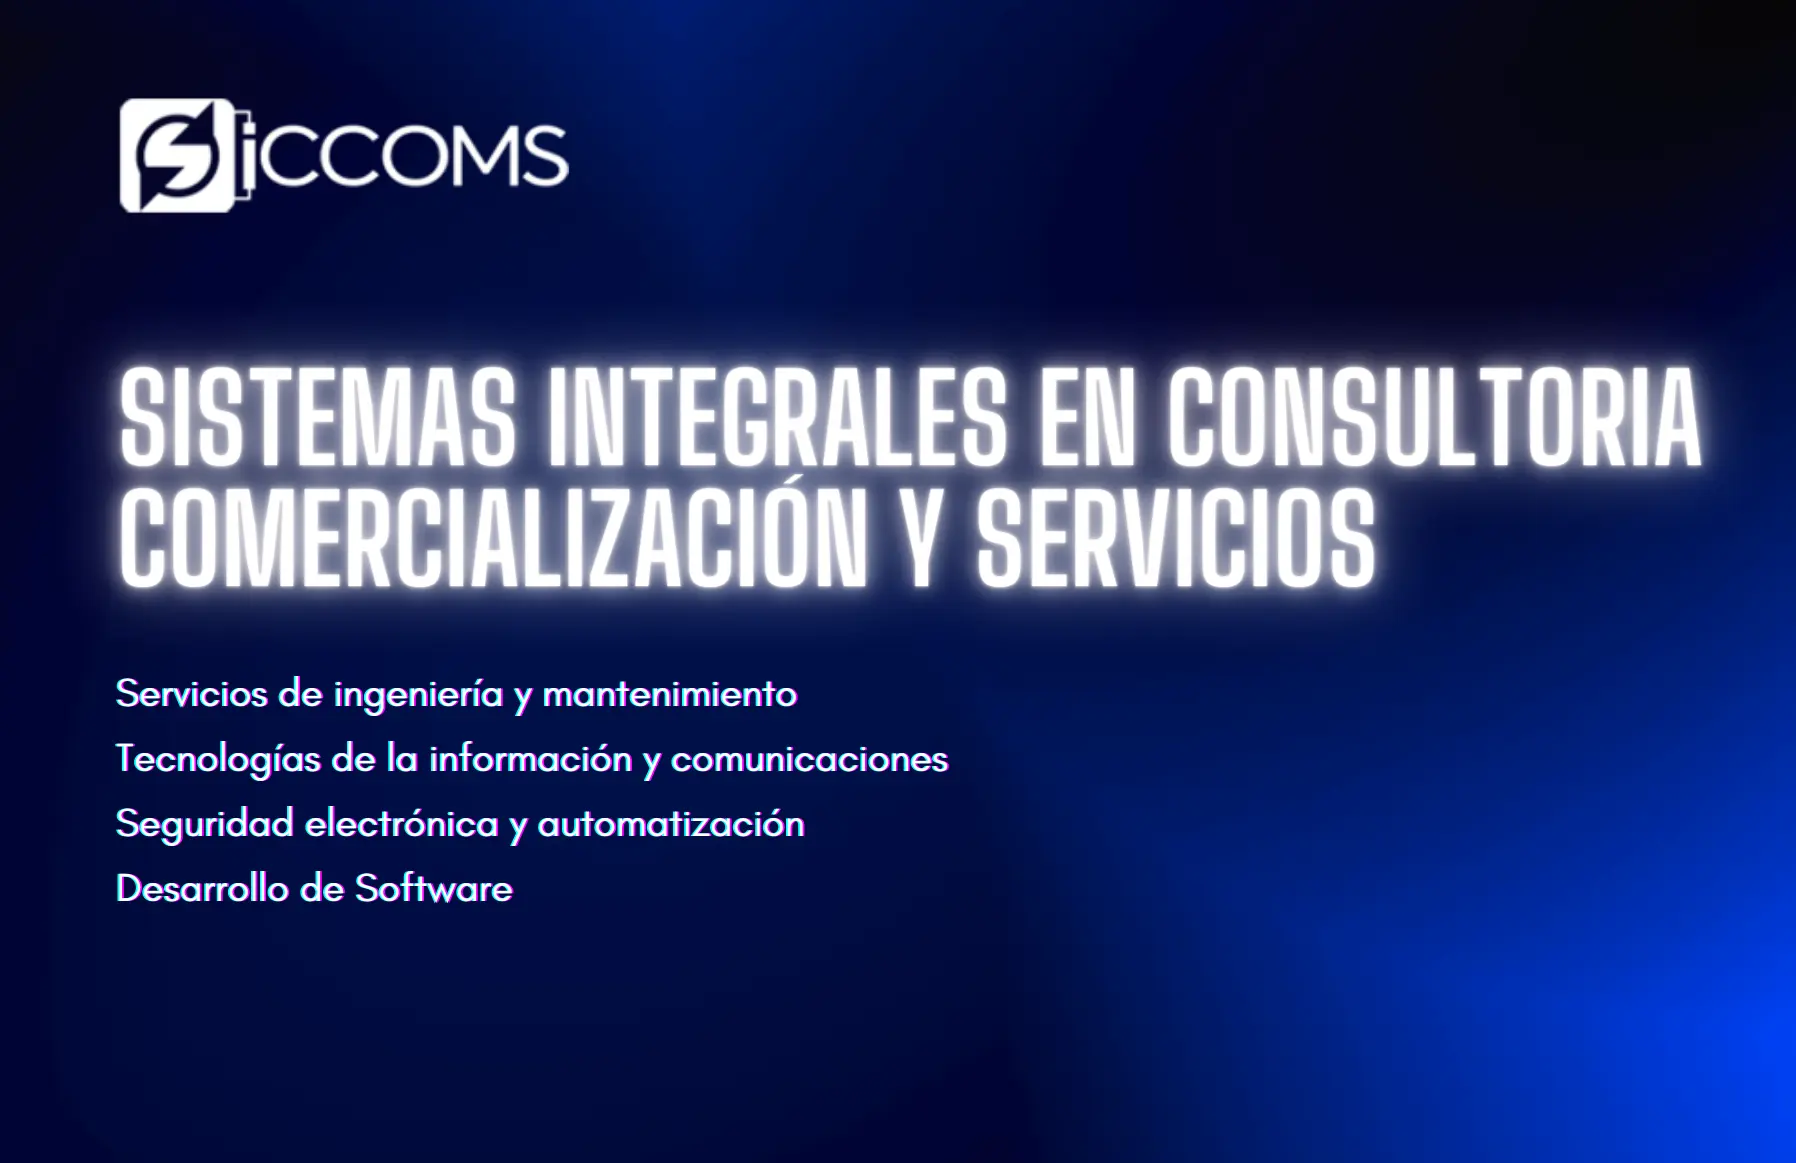 SiCCOMS
SISTEMAS INTEGRALES EN CONSULTORIA
COMERCIALIZACIÓN Y SERVICIOS
Servicios de ingeniería y mantenimiento
Tecnologías de la información y comunicaciones
Seguridad electrónica y automatización
Desarrollo de Software